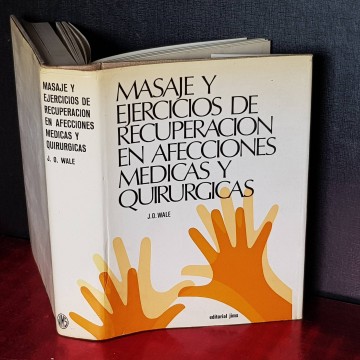 MASAJE Y
EJERCICIOS DE
RECUPERACION
EN AFECCIONES
MEDICAS Y
QUIRURGICAS
J. O. WALE
MASAJE Y
EJERCICIOS DE
RECUPERACION
EN AFECCIONES
MEDICAS Y
QUIRURGICAS
J.O. WALE
editorial jims